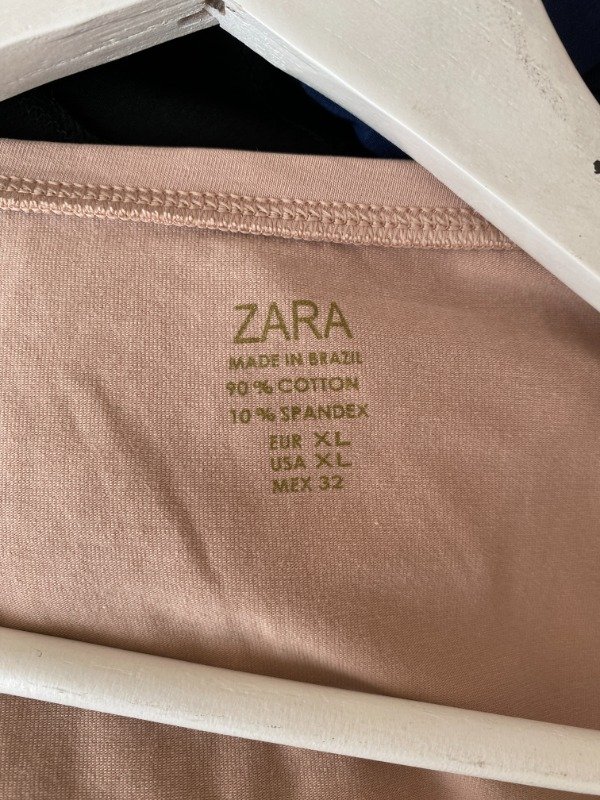 ZARA
MADE IN BRAZIL
90 % COTTON
10 % SPANDEX
EUR XL
USA XL
MEX 32